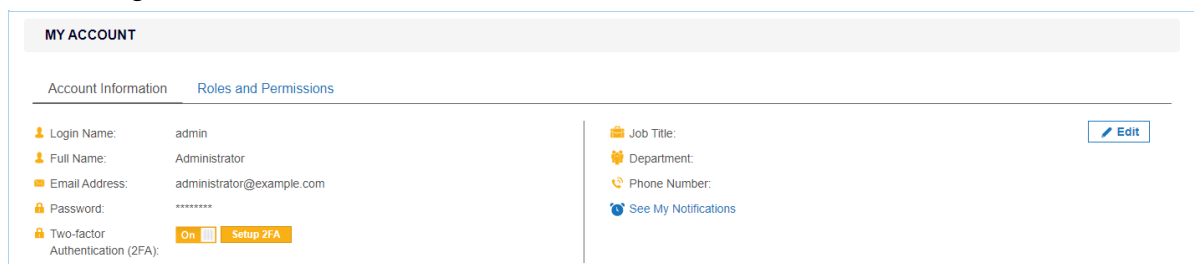 MY ACCOUNT
Account Information Roles and Permissions
Login Name: admin
Full Name: Administrator
Email Address: administrator@example.com
Password: ********
Two-factor Authentication (2FA): On Setup 2FA
Job Title:
Department:
Phone Number:
See My Notifications
Edit